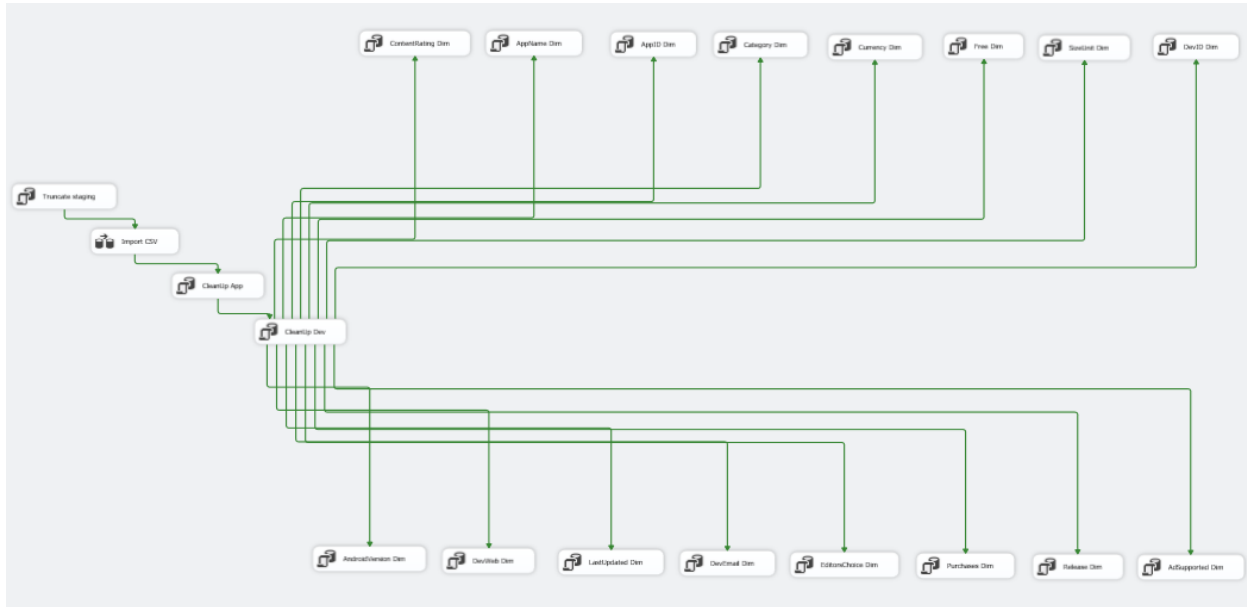 ContentRating Dim
AppName Dim
AppID Dim
Category Dim
Currency Dim
Free Dim
SizeUnit Dim
DevID Dim
Truncate staging
Import CSV
CleanUp App
CleanUp Dev
AndroidVersion Dim
DevWeb Dim
LastUpdated Dim
DevEmail Dim
EditorsChoice Dim
Purchases Dim
Release Dim
AdSupported Dim